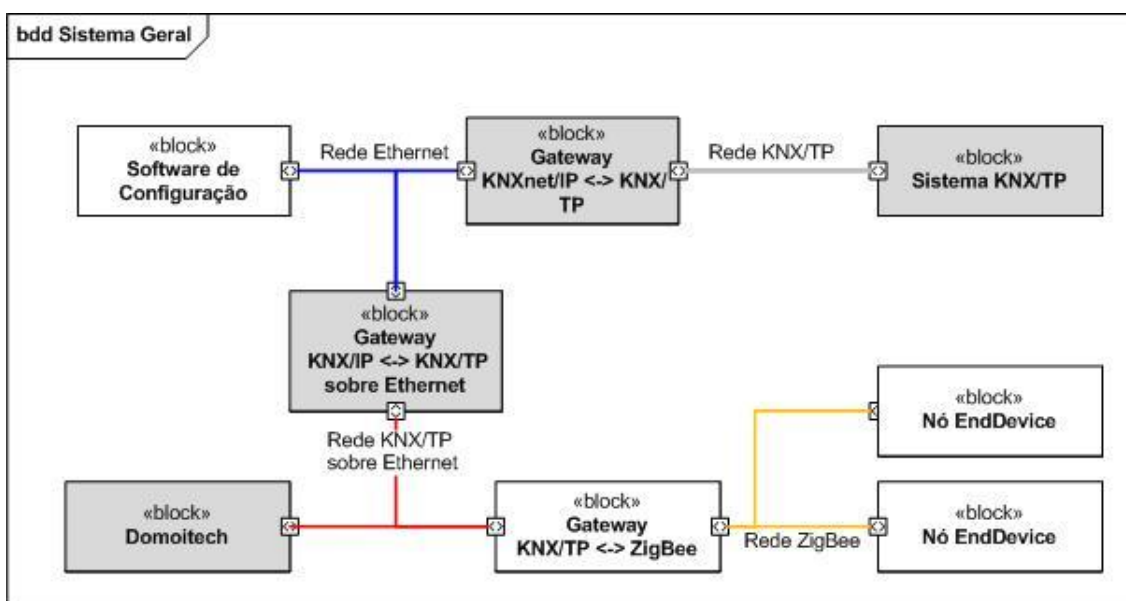 bdd Sistema Geral
«block»
Software de
Configuração
Rede Ethernet
«block»
Gateway
KNXnet/IP <-> KNX/
TP
Rede KNX/TP
«block»
Sistema KNX/TP
«block»
Gateway
KNX/IP <-> KNX/TP
sobre Ethernet
Rede KNX/TP
sobre Ethernet
«block»
Nó EndDevice
«block»
Domoitech
«block»
Gateway
KNX/TP <-> ZigBee
Rede ZigBee
«block»
Nó EndDevice